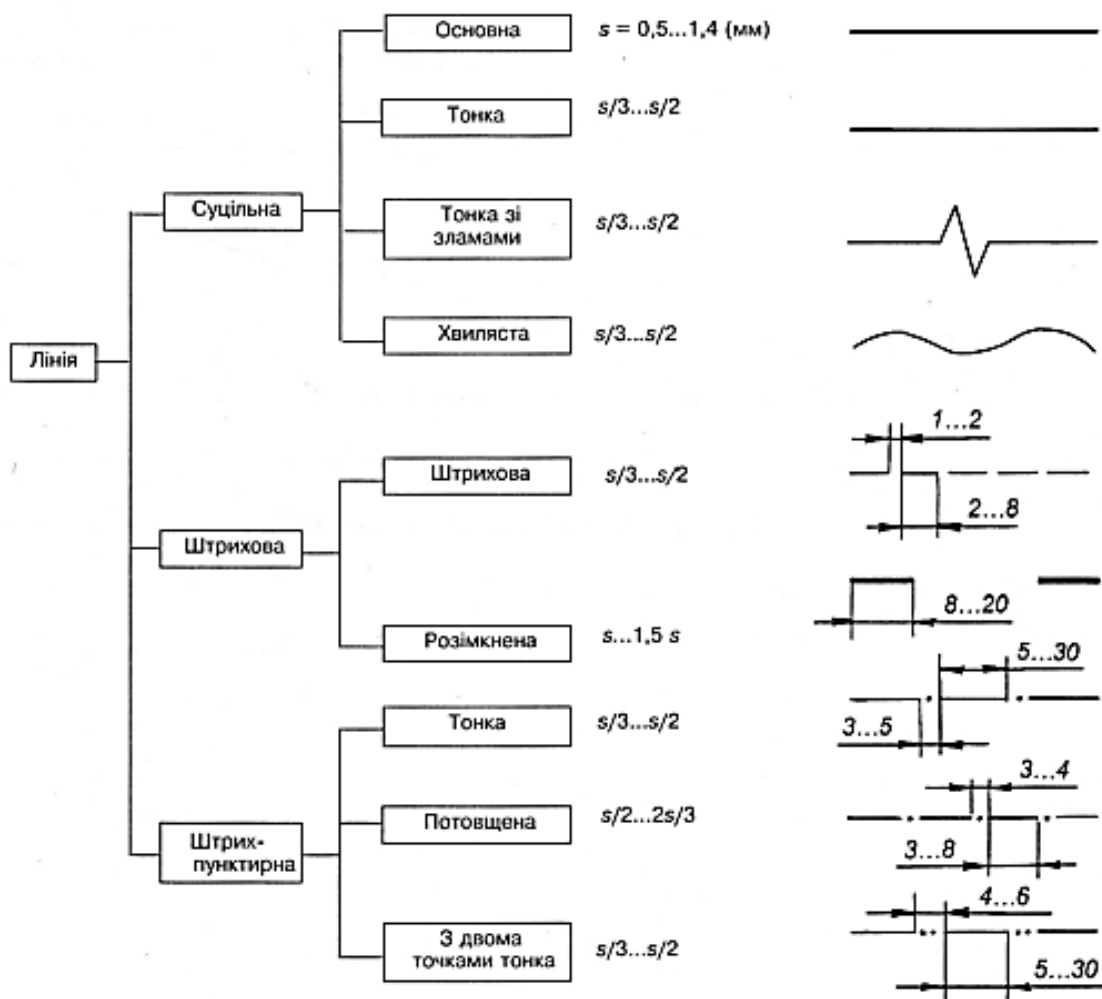 Основна s = 0,5...1,4 (мм)
Тонка s/3...s/2
Суцільна
Тонка зі
зламами
s/3...s/2
Хвиляста s/3...s/2
Лінія
1...2
Штрихова s/3...s/2
2...8
Штрихова
8...20
Розімкнена s...1,5 s
5...30
Тонка s/3...s/2
3...5
3...4
Потовщена s/2...2s/3
Штрих-
пунктирна
3...8
4...6
З двома
точками тонка
s/3...s/2
5...30